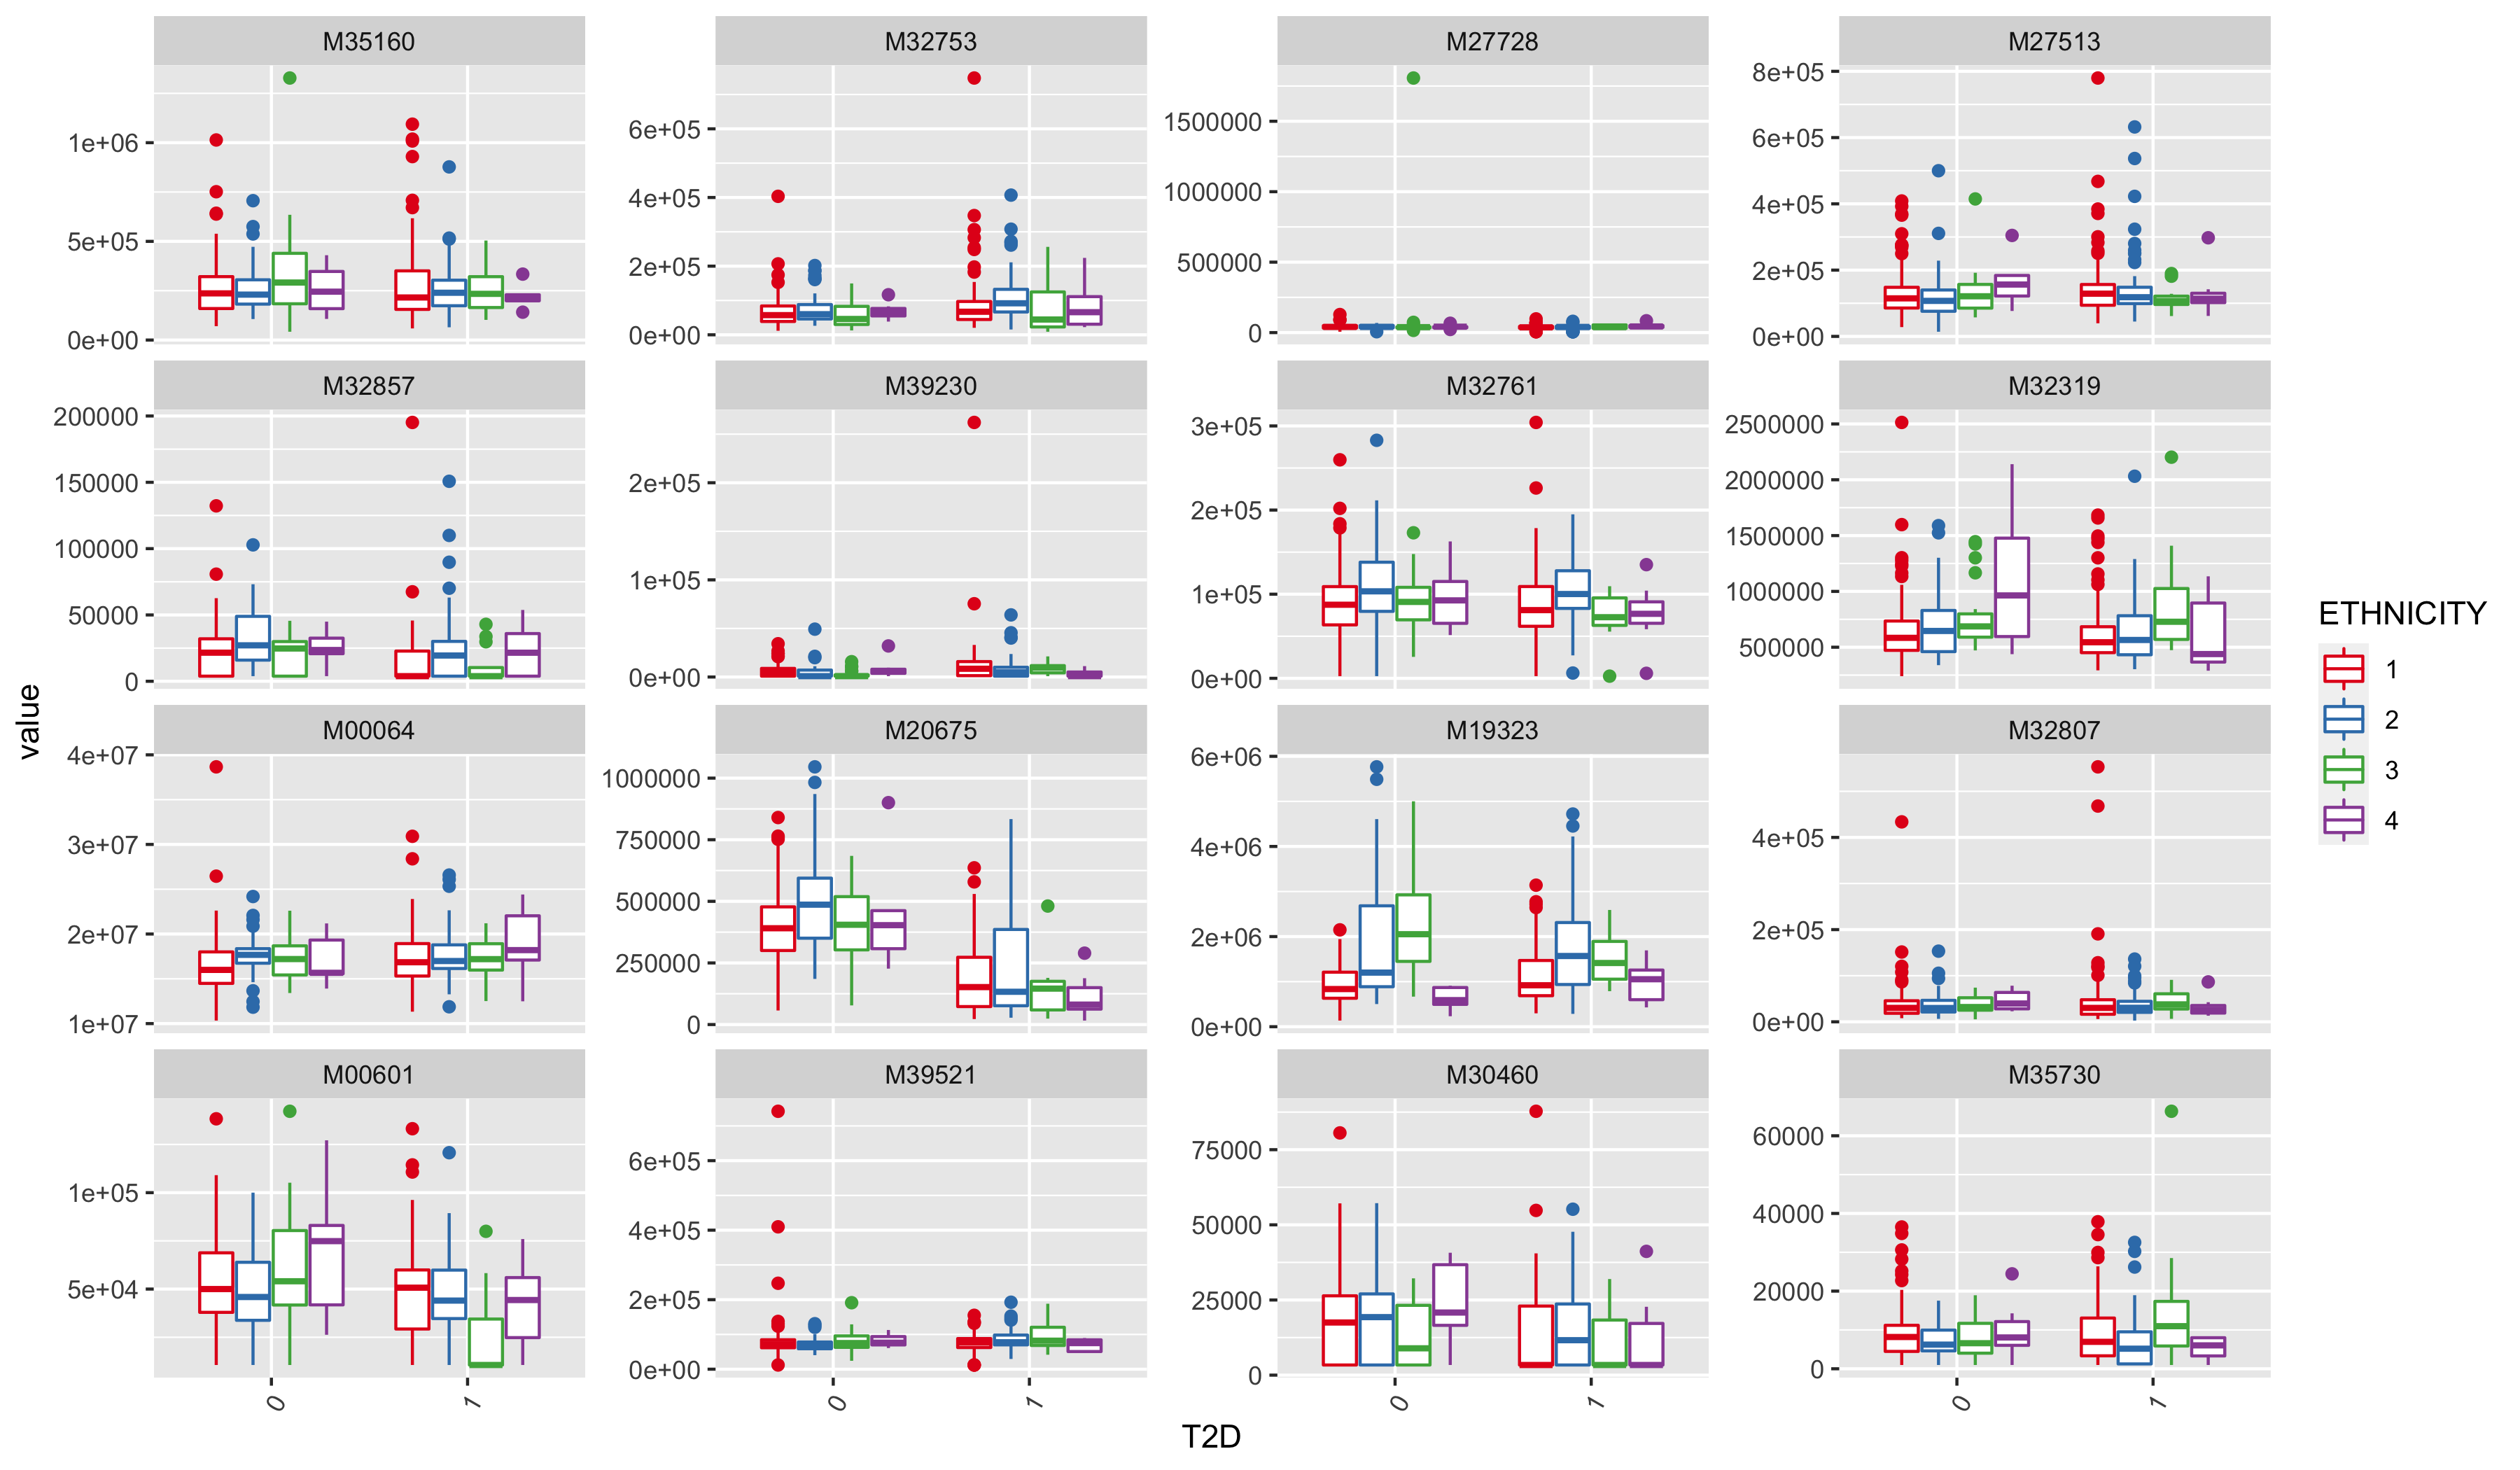 M35160
M32753
M27728
M27513
1e+06
5e+05
0e+00
6e+05
4e+05
2e+05
0e+00
1500000
1000000
500000
0
8e+05
6e+05
4e+05
2e+05
0e+00
M32857
M39230
M32761
M32319
200000
150000
100000
50000
0
2e+05
1e+05
0e+00
3e+05
2e+05
1e+05
0e+00
2500000
2000000
1500000
1000000
500000
M00064
M20675
M19323
M32807
4e+07
3e+07
2e+07
1e+07
1000000
750000
500000
250000
0
6e+06
4e+06
2e+06
0e+00
4e+05
2e+05
0e+00
M00601
M39521
M30460
M35730
1e+05
5e+04
6e+05
4e+05
2e+05
0e+00
75000
50000
25000
0
60000
40000
20000
0
0
1
0
1
0
1
0
1
T2D
value
ETHNICITY
1
2
3
4